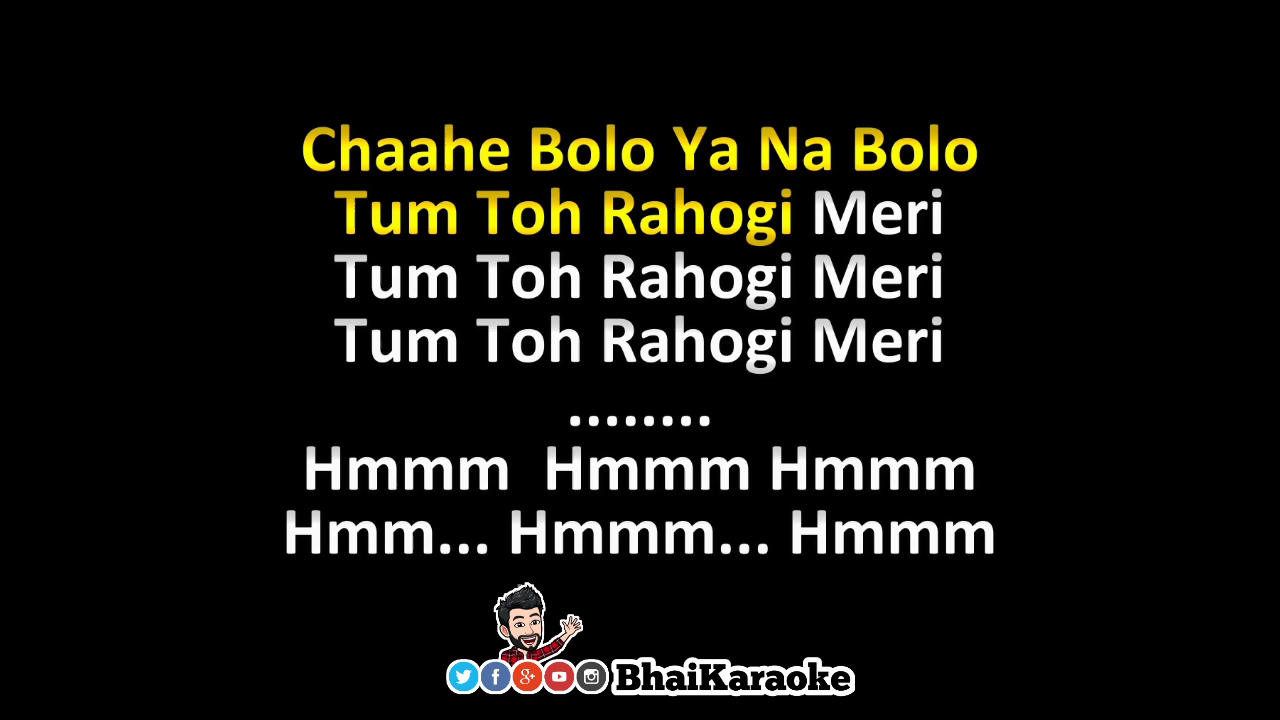 Chaahe Bolo Ya Na Bolo
Tum Toh Rahogi Meri
Tum Toh Rahogi Meri
Tum Toh Rahogi Meri
........
Hmmm  Hmmm Hmmm
Hmm... Hmmm... Hmmm
BhaiKaraoke